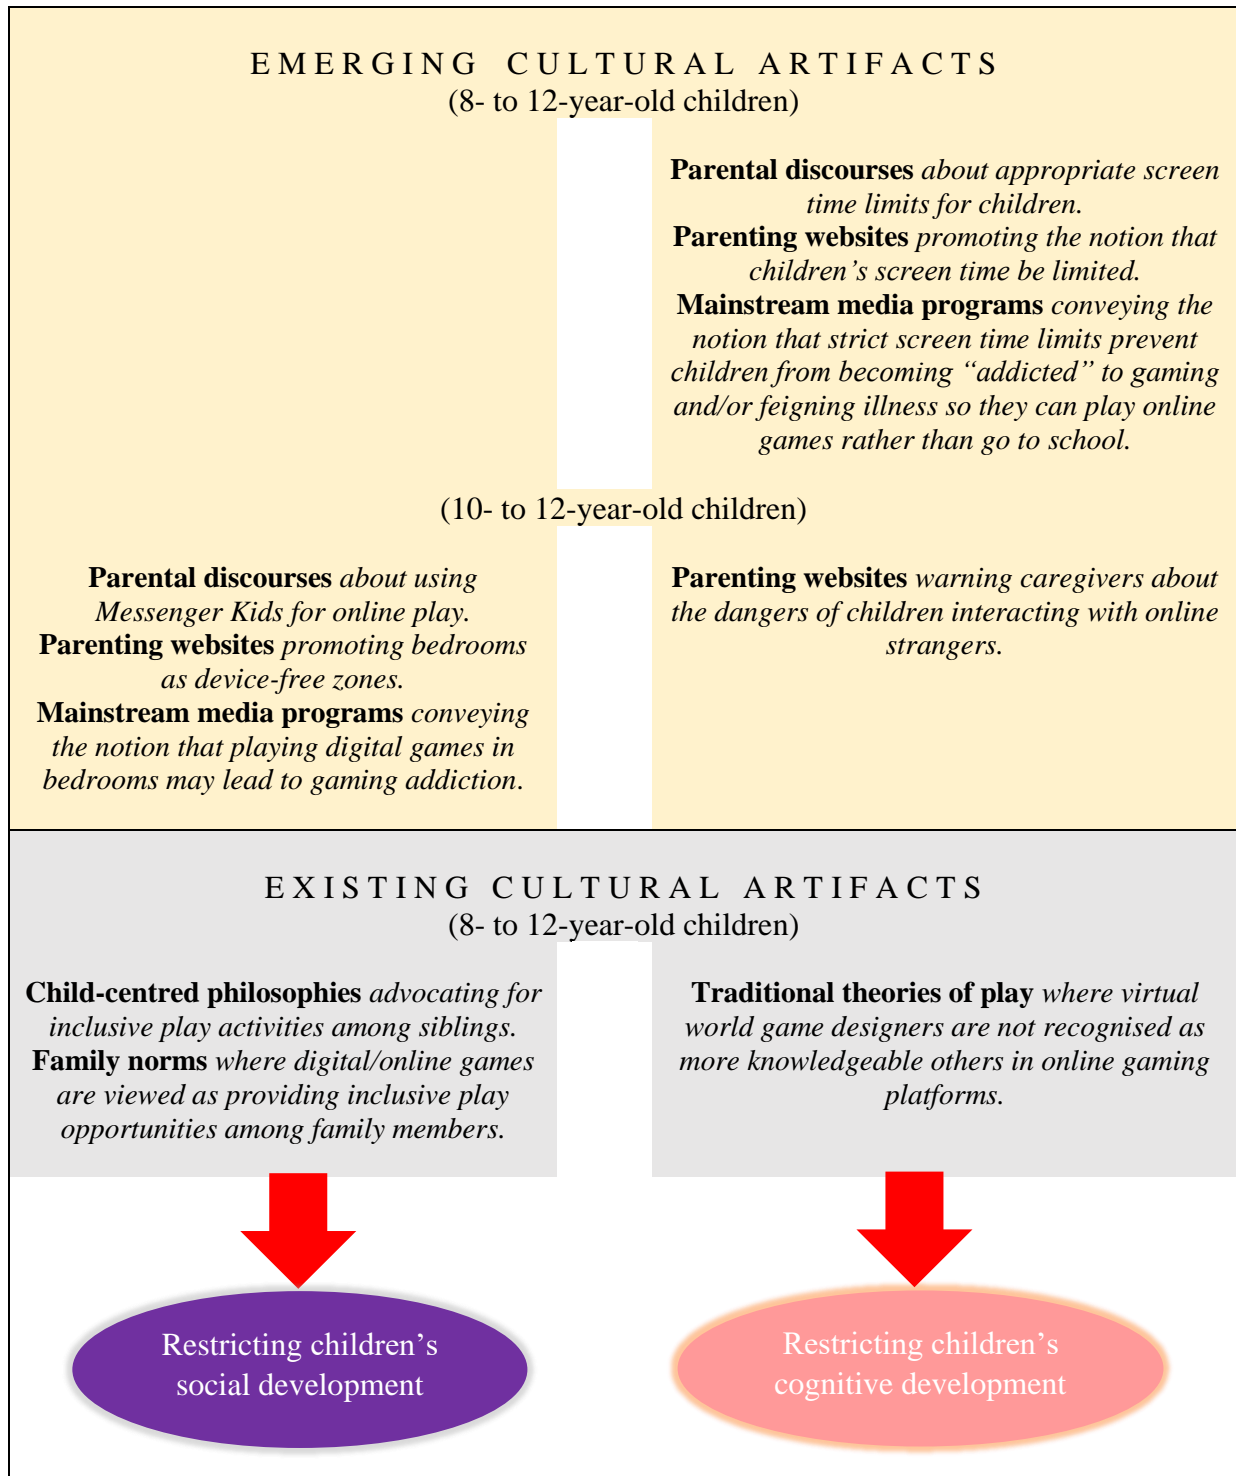 EMERGING CULTURAL ARTIFACTS
(8- to 12-year-old children)
Parental discourses about appropriate screen
time limits for children.
Parenting websites promoting the notion that
children’s screen time be limited.
Mainstream media programs conveying the
notion that strict screen time limits prevent
children from becoming “addicted” to gaming
and/or feigning illness so they can play online
games rather than go to school.
(10- to 12-year-old children)
Parental discourses about using
Messenger Kids for online play.
Parenting websites promoting bedrooms
as device-free zones.
Mainstream media programs conveying
the notion that playing digital games in
bedrooms may lead to gaming addiction.
Parenting websites warning caregivers about
the dangers of children interacting with online
strangers.
EXISTING CULTURAL ARTIFACTS
(8- to 12-year-old children)
Child-centred philosophies advocating for
inclusive play activities among siblings.
Family norms where digital/online games
are viewed as providing inclusive play
opportunities among family members.
Traditional theories of play where virtual
world game designers are not recognised as
more knowledgeable others in online gaming
platforms.
Restricting children’s
social development
Restricting children’s
cognitive development